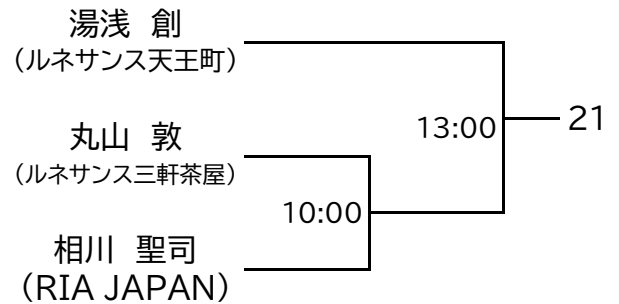 湯浅 創
(ルネサンス天王町)
13:00
21
丸山 敦
(ルネサンス三軒茶屋)
10:00
相川 聖司
(RIA JAPAN)